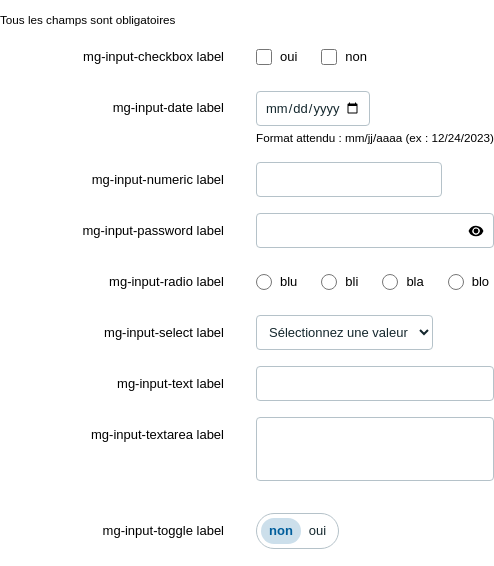 Tous les champs sont obligatoires
mg-input-checkbox label oui non
mg-input-date label mm/dd/yyyy
Format attendu : mm/jj/aaaa (ex : 12/24/2023)
mg-input-numeric label
mg-input-password label
mg-input-radio label blu bli bla blo
mg-input-select label Sélectionnez une valeur
mg-input-text label
mg-input-textarea label
mg-input-toggle label non oui